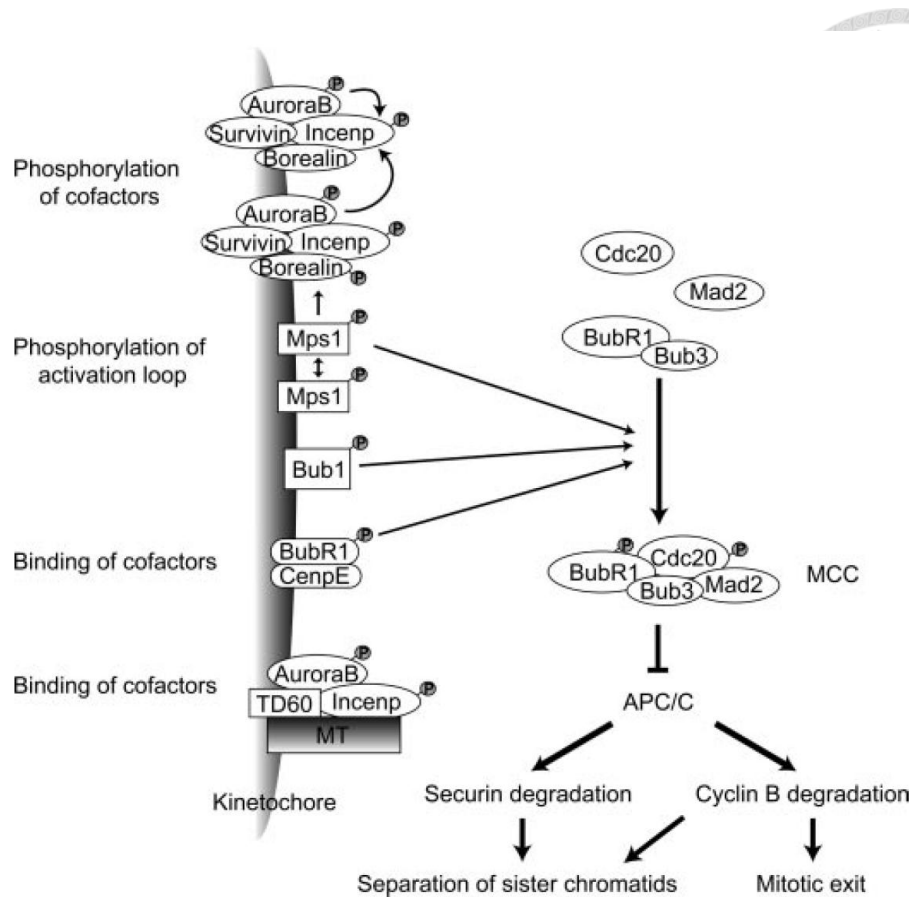 P
AuroraB
P
Survivin
Incenp
Borealin
Phosphorylation
of cofactors
P
AuroraB
P
Survivin
Incenp
Borealin
P
Cdc20
Mad2
P
Mps1
BubR1
Bub3
Phosphorylation of
activation loop
P
Mps1
P
Bub1
P
BubR1
CenpE
Binding of cofactors
P
Cdc20
P
BubR1
Mad2
Bub3
MCC
P
AuroraB
P
Binding of cofactors
TD60
Incenp
MT
APC/C
Kinetochore
Securin degradation
Cyclin B degradation
Separation of sister chromatids
Mitotic exit